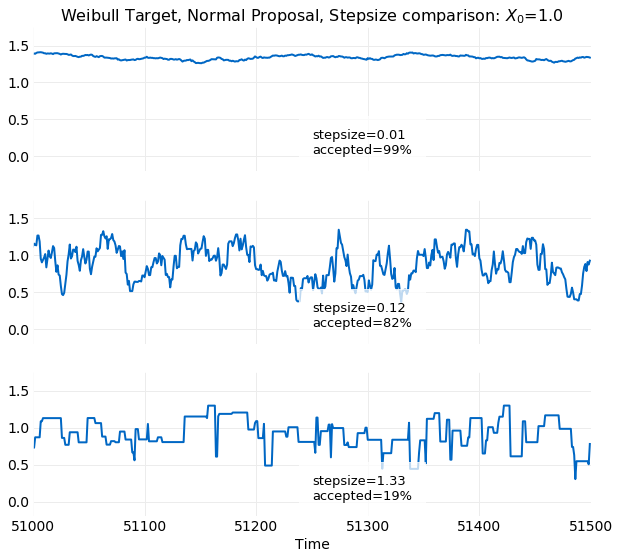 Weibull Target, Normal Proposal, Stepsize comparison: X₀=1.0
1.5
1.0
0.5
0.0
stepsize=0.01
accepted=99%
1.5
1.0
0.5
0.0
stepsize=0.12
accepted=82%
1.5
1.0
0.5
0.0
stepsize=1.33
accepted=19%
51000 51100 51200 51300 51400 51500
Time